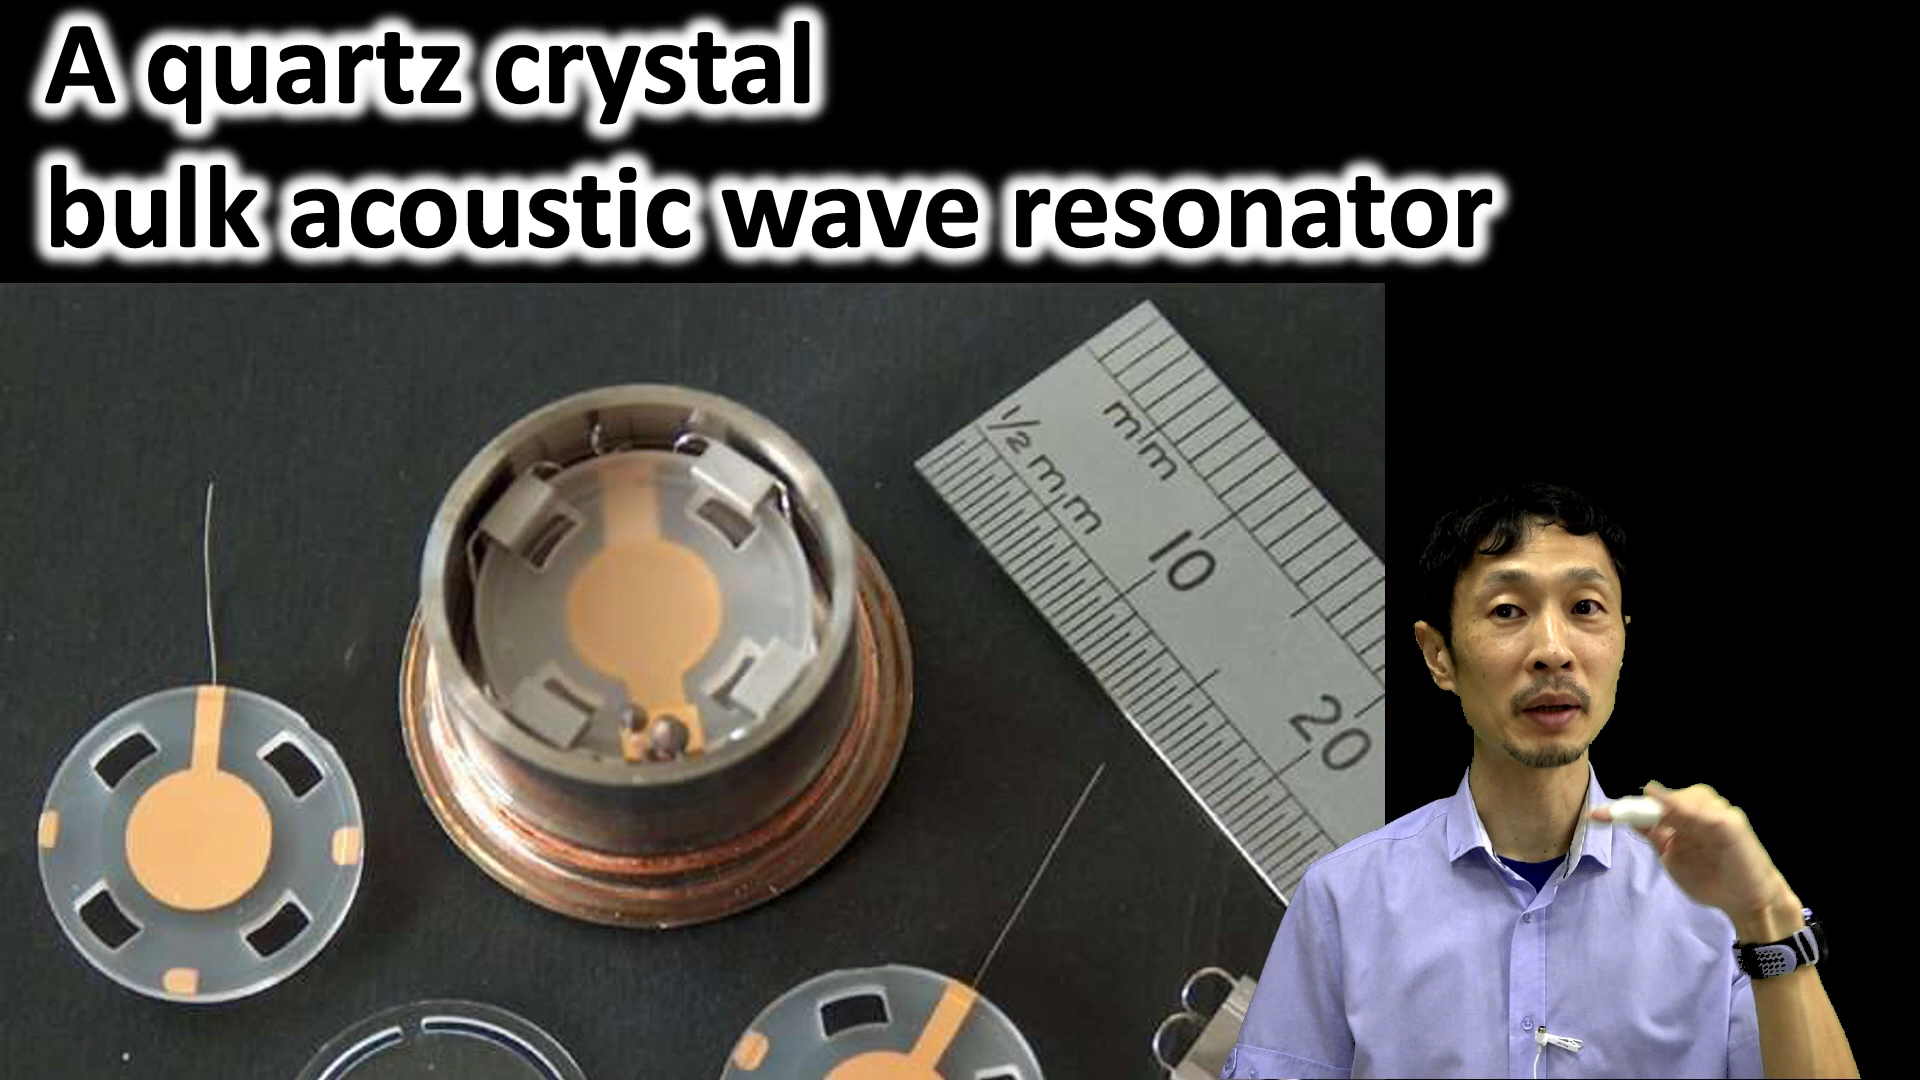 A quartz crystal
bulk acoustic wave resonator
mm
1/2 mm
10
20